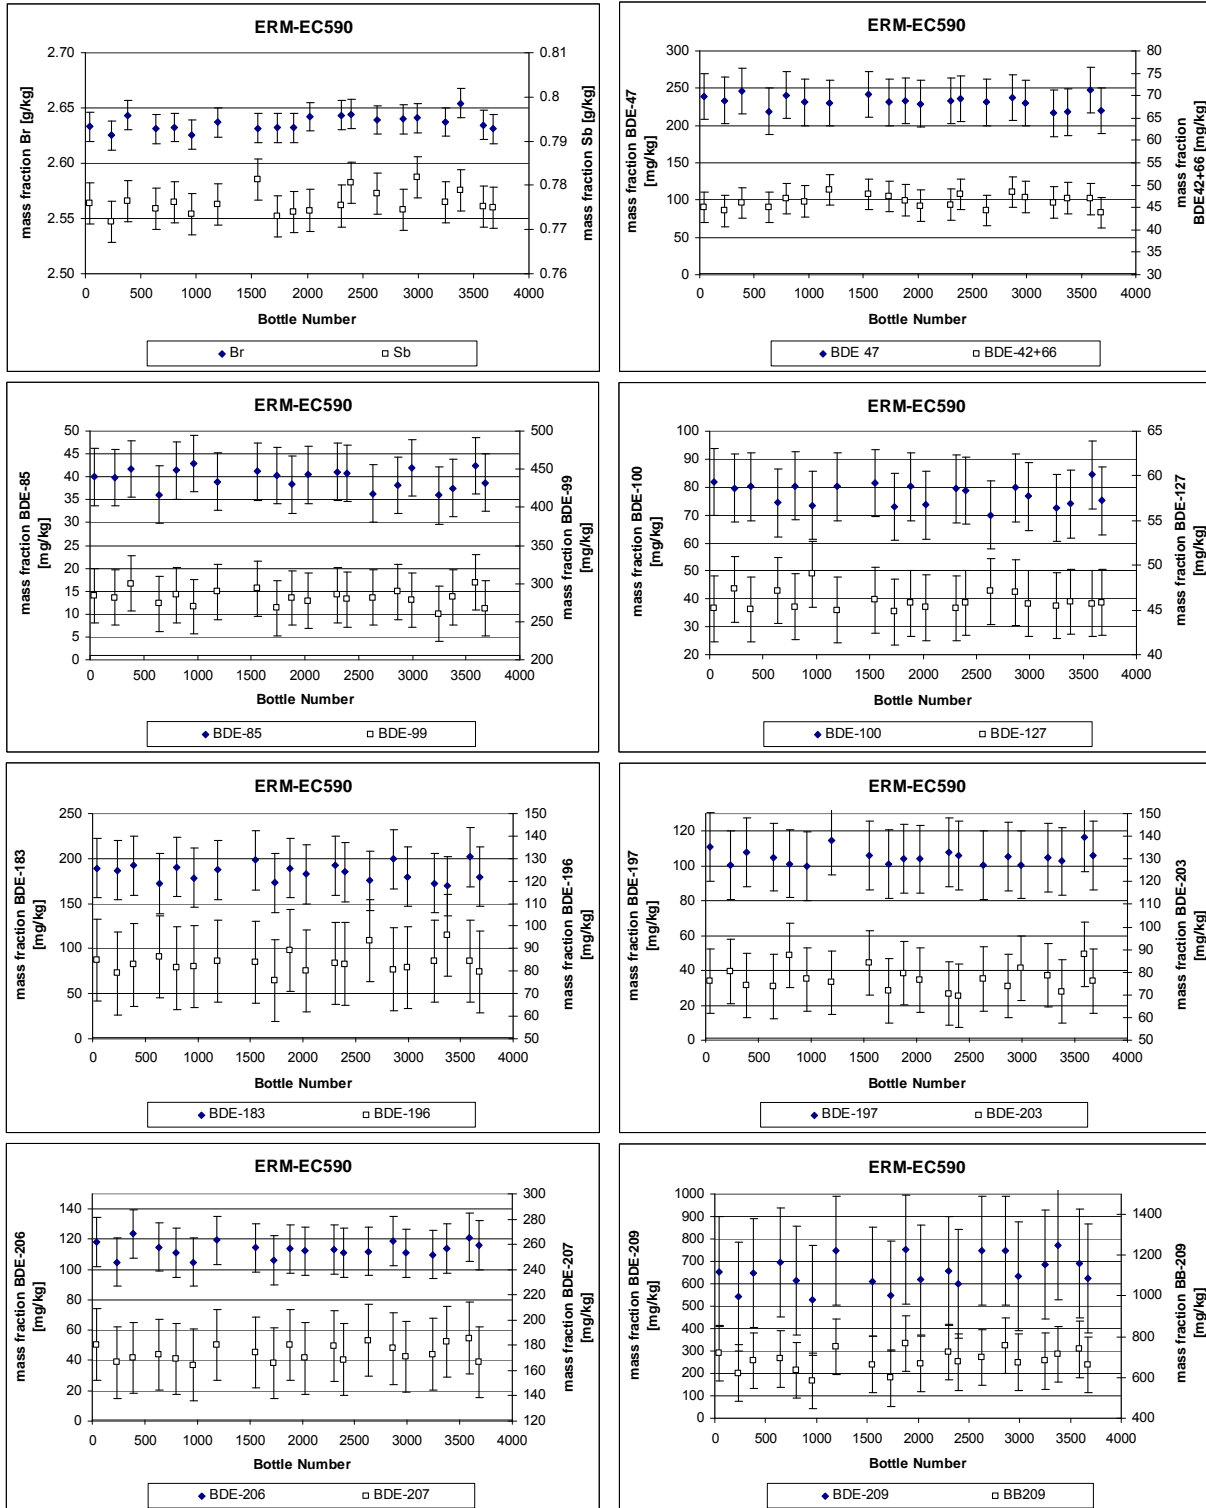 ERM-EC590
2.70
2.65
2.60
2.55
2.50
0.81
0.8
0.79
0.78
0.77
0.76
mass fraction Br [g/kg]
mass fraction Sb [g/kg]
0 500 1000 1500 2000 2500 3000 3500 4000
Bottle Number
Br Sb
ERM-EC590
300
250
200
150
100
50
0
80
75
70
65
60
55
50
45
40
35
30
mass fraction BDE-47
[mg/kg]
mass fraction
BDE42+66 [mg/kg]
0 500 1000 1500 2000 2500 3000 3500 4000
Bottle Number
BDE 47 BDE-42+66
ERM-EC590
50
45
40
35
30
25
20
15
10
5
0
500
450
400
350
300
250
200
mass fraction BDE-85
[mg/kg]
mass fraction BDE-99
[mg/kg]
0 500 1000 1500 2000 2500 3000 3500 4000
Bottle Number
BDE-85 BDE-99
ERM-EC590
100
90
80
70
60
50
40
30
20
65
60
55
50
45
40
mass fraction BDE-100
[mg/kg]
mass fraction BDE-127
[mg/kg]
0 500 1000 1500 2000 2500 3000 3500 4000
Bottle Number
BDE-100 BDE-127
ERM-EC590
250
200
150
100
50
0
150
140
130
120
110
100
90
80
70
60
50
mass fraction BDE-183
[mg/kg]
mass fraction BDE-196
[mg/kg]
0 500 1000 1500 2000 2500 3000 3500 4000
Bottle Number
BDE-183 BDE-196
ERM-EC590
120
100
80
60
40
20
0
150
140
130
120
110
100
90
80
70
60
50
mass fraction BDE-197
[mg/kg]
mass fraction BDE-203
[mg/kg]
0 500 1000 1500 2000 2500 3000 3500 4000
Bottle Number
BDE-197 BDE-203
ERM-EC590
140
120
100
80
60
40
20
0
300
280
260
240
220
200
180
160
140
120
mass fraction BDE-206
[mg/kg]
mass fraction BDE-207
[mg/kg]
0 500 1000 1500 2000 2500 3000 3500 4000
Bottle Number
BDE-206 BDE-207
ERM-EC590
1000
900
800
700
600
500
400
300
200
100
0
1400
1200
1000
800
600
400
mass fraction BDE-209
[mg/kg]
mass fraction BB-209
[mg/kg]
0 500 1000 1500 2000 2500 3000 3500 4000
Bottle Number
BDE-209 BB209